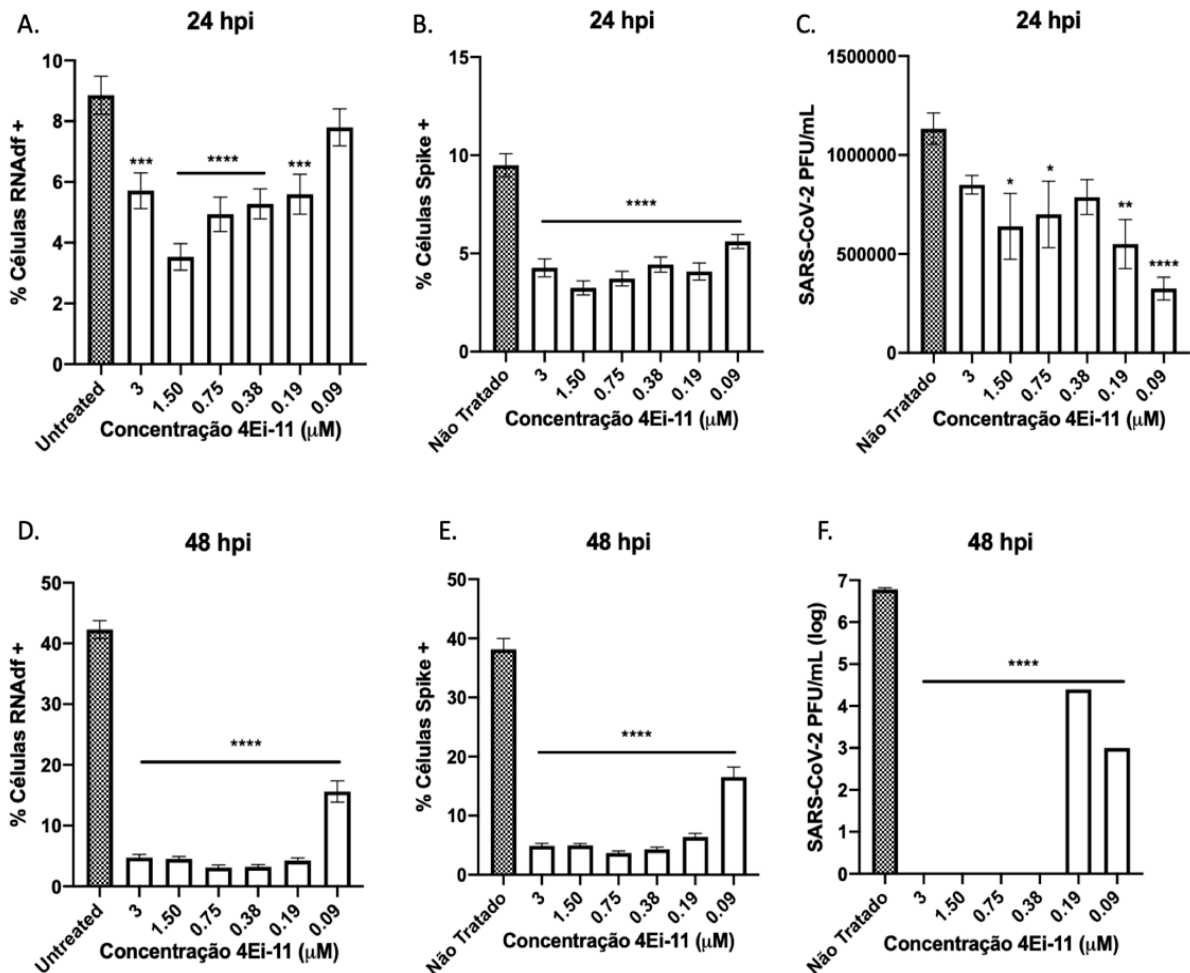 A.
24 hpi
% Células RNAdf +
10
8
6
4
2
0
***
****
***
Untreated
3
1.50
0.75
0.38
0.19
0.09
Concentração 4Ei-11 (μM)
B.
24 hpi
% Células Spike +
15
10
5
0
****
Não Tratado
3
1.50
0.75
0.38
0.19
0.09
Concentração 4Ei-11 (μM)
C.
24 hpi
SARS-CoV-2 PFU/mL
1500000
1000000
500000
0
*
*
**
****
Não Tratado
3
1.50
0.75
0.38
0.19
0.09
Concentração 4Ei-11 (μM)
D.
48 hpi
% Células RNAdf +
50
40
30
20
10
0
****
Untreated
3
1.50
0.75
0.38
0.19
0.09
Concentração 4Ei-11 (μM)
E.
48 hpi
% Células Spike +
50
40
30
20
10
0
****
Não Tratado
3
1.50
0.75
0.38
0.19
0.09
Concentração 4Ei-11 (μM)
F.
48 hpi
SARS-CoV-2 PFU/mL (log)
7
6
5
4
3
2
1
0
****
Não Tratado
3
1.50
0.75
0.38
0.19
0.09
Concentração 4Ei-11 (μM)